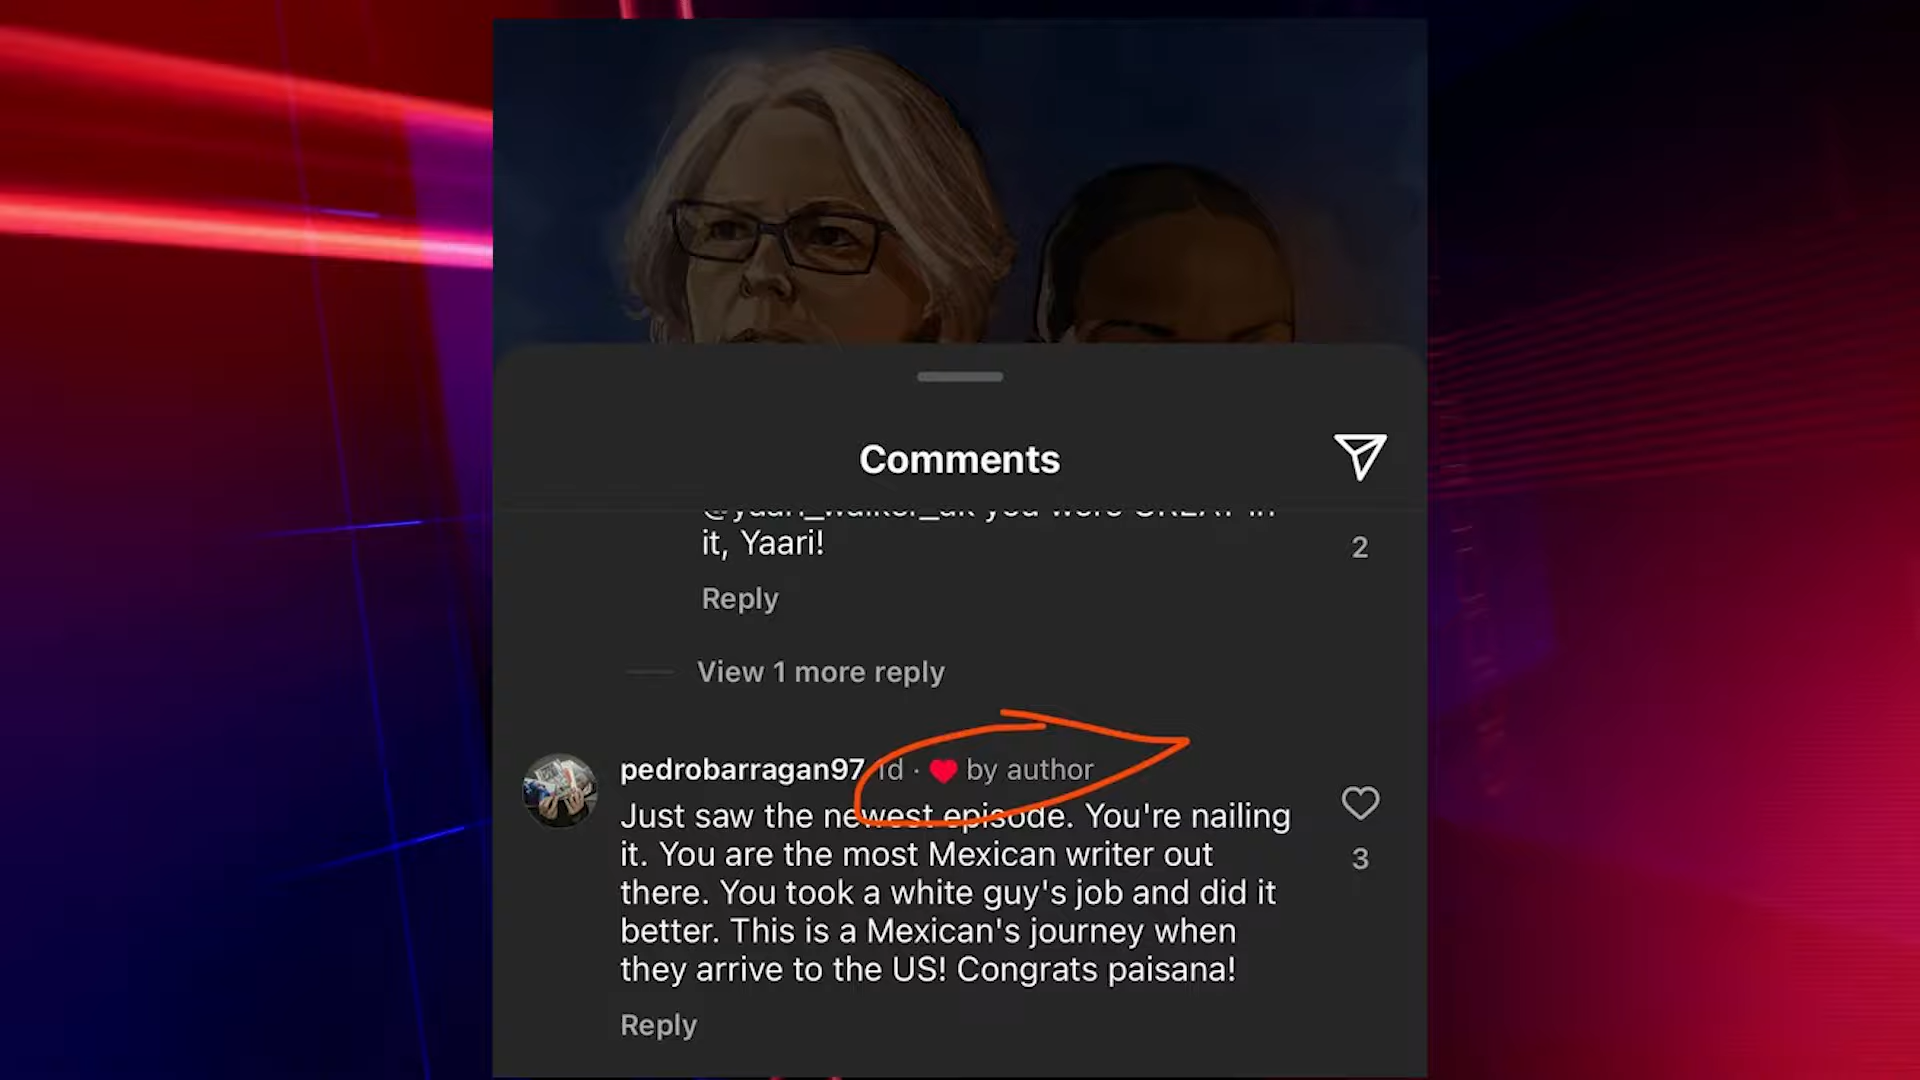 Comments
it, Yaari!
2
Reply
View 1 more reply
pedrobarragan97 1d · ❤ by author
Just saw the newest episode. You're nailing
it. You are the most Mexican writer out
there. You took a white guy's job and did it
better. This is a Mexican's journey when
they arrive to the US! Congrats paisana!
3
Reply